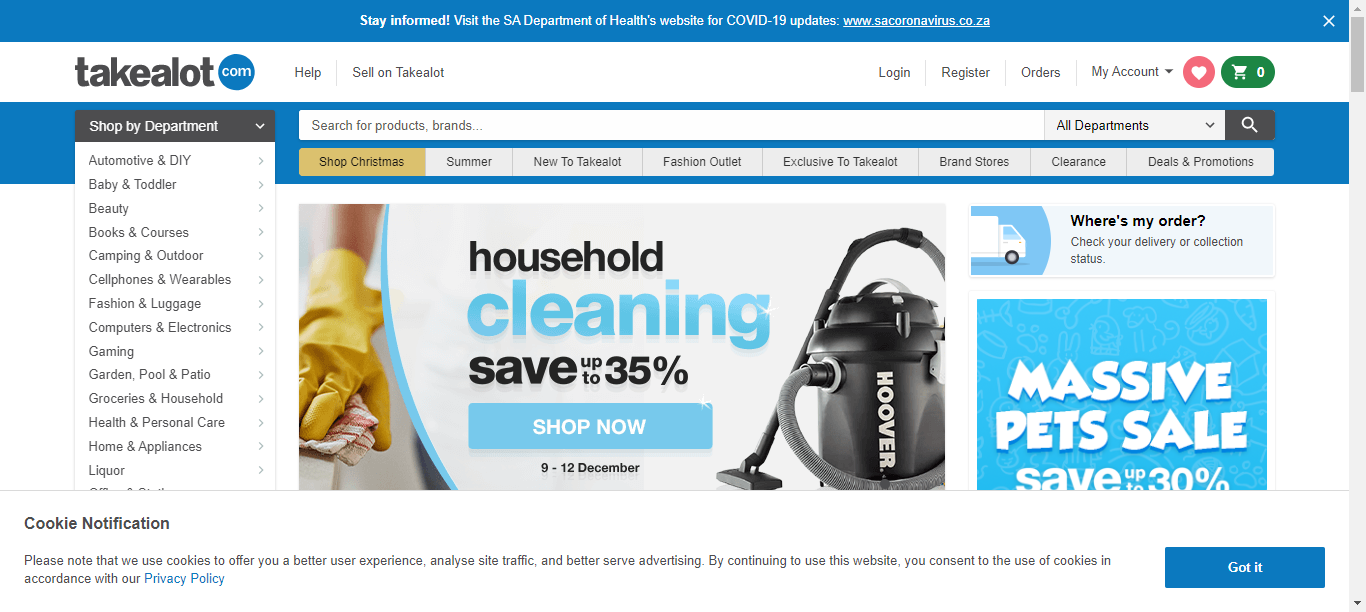 Stay informed! Visit the SA Department of Health's website for COVID-19 updates: www.sacoronavirus.co.za
takealot com
Help
Sell on Takealot
Login
Register
Orders
My Account
0
Shop by Department
Search for products, brands...
All Departments
Shop Christmas
Summer
New To Takealot
Fashion Outlet
Exclusive To Takealot
Brand Stores
Clearance
Deals & Promotions
Automotive & DIY
Baby & Toddler
Beauty
Books & Courses
Camping & Outdoor
Cellphones & Wearables
Fashion & Luggage
Computers & Electronics
Gaming
Garden, Pool & Patio
Groceries & Household
Health & Personal Care
Home & Appliances
Liquor
household
cleaning
save up to 35%
SHOP NOW
9 - 12 December
HOOVER.
Where's my order?
Check your delivery or collection
status.
MASSIVE
PETS SALE
save up to 30%
Cookie Notification
Please note that we use cookies to offer you a better user experience, analyse site traffic, and better serve advertising. By continuing to use this website, you consent to the use of cookies in
accordance with our Privacy Policy
Got it